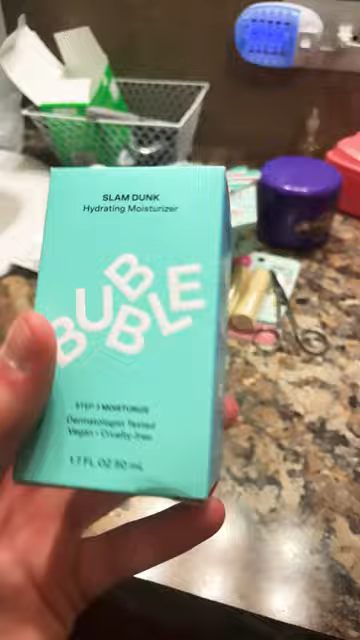 SLAM DUNK
Hydrating Moisturizer
BUBBLE
STEP 3 MOISTURIZE
Dermatologist Tested
Vegan • Cruelty-free
1.7 FL OZ 50 mL